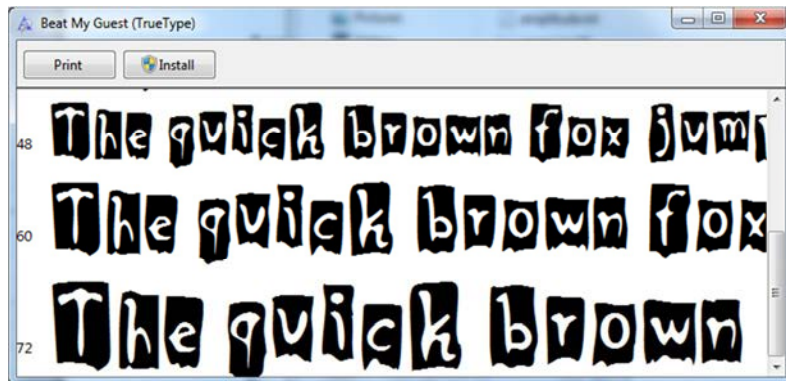 Beat My Guest (TrueType)
Print Install
48 The quick brown fox jum
60 The quick brown fox
72 The quick brown